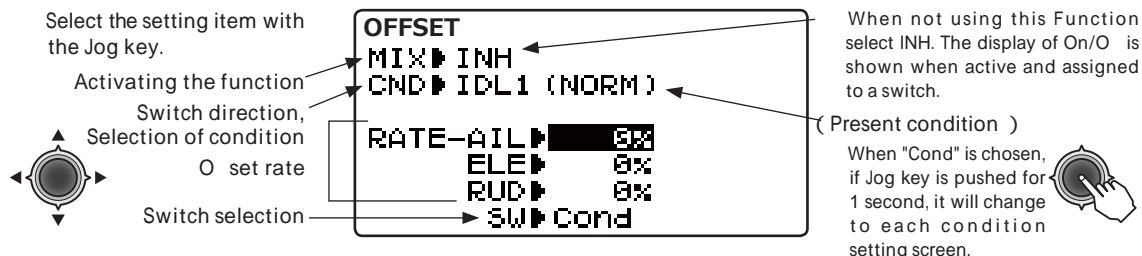 Select the setting item with
the Jog key.
Activating the function
Switch direction,
Selection of condition
O set rate
Switch selection
OFFSET
MIX▶INH
CND▶IDL1 (NORM)
RATE-AIL▶ 0%
ELE▶ 0%
RUD▶ 0%
SW▶Cond
When not using this Function
select INH. The display of On/O is
shown when active and assigned
to a switch.
( Present condition )
When "Cond" is chosen,
if Jog key is pushed for
1 second, it will change
to each condition
setting screen.